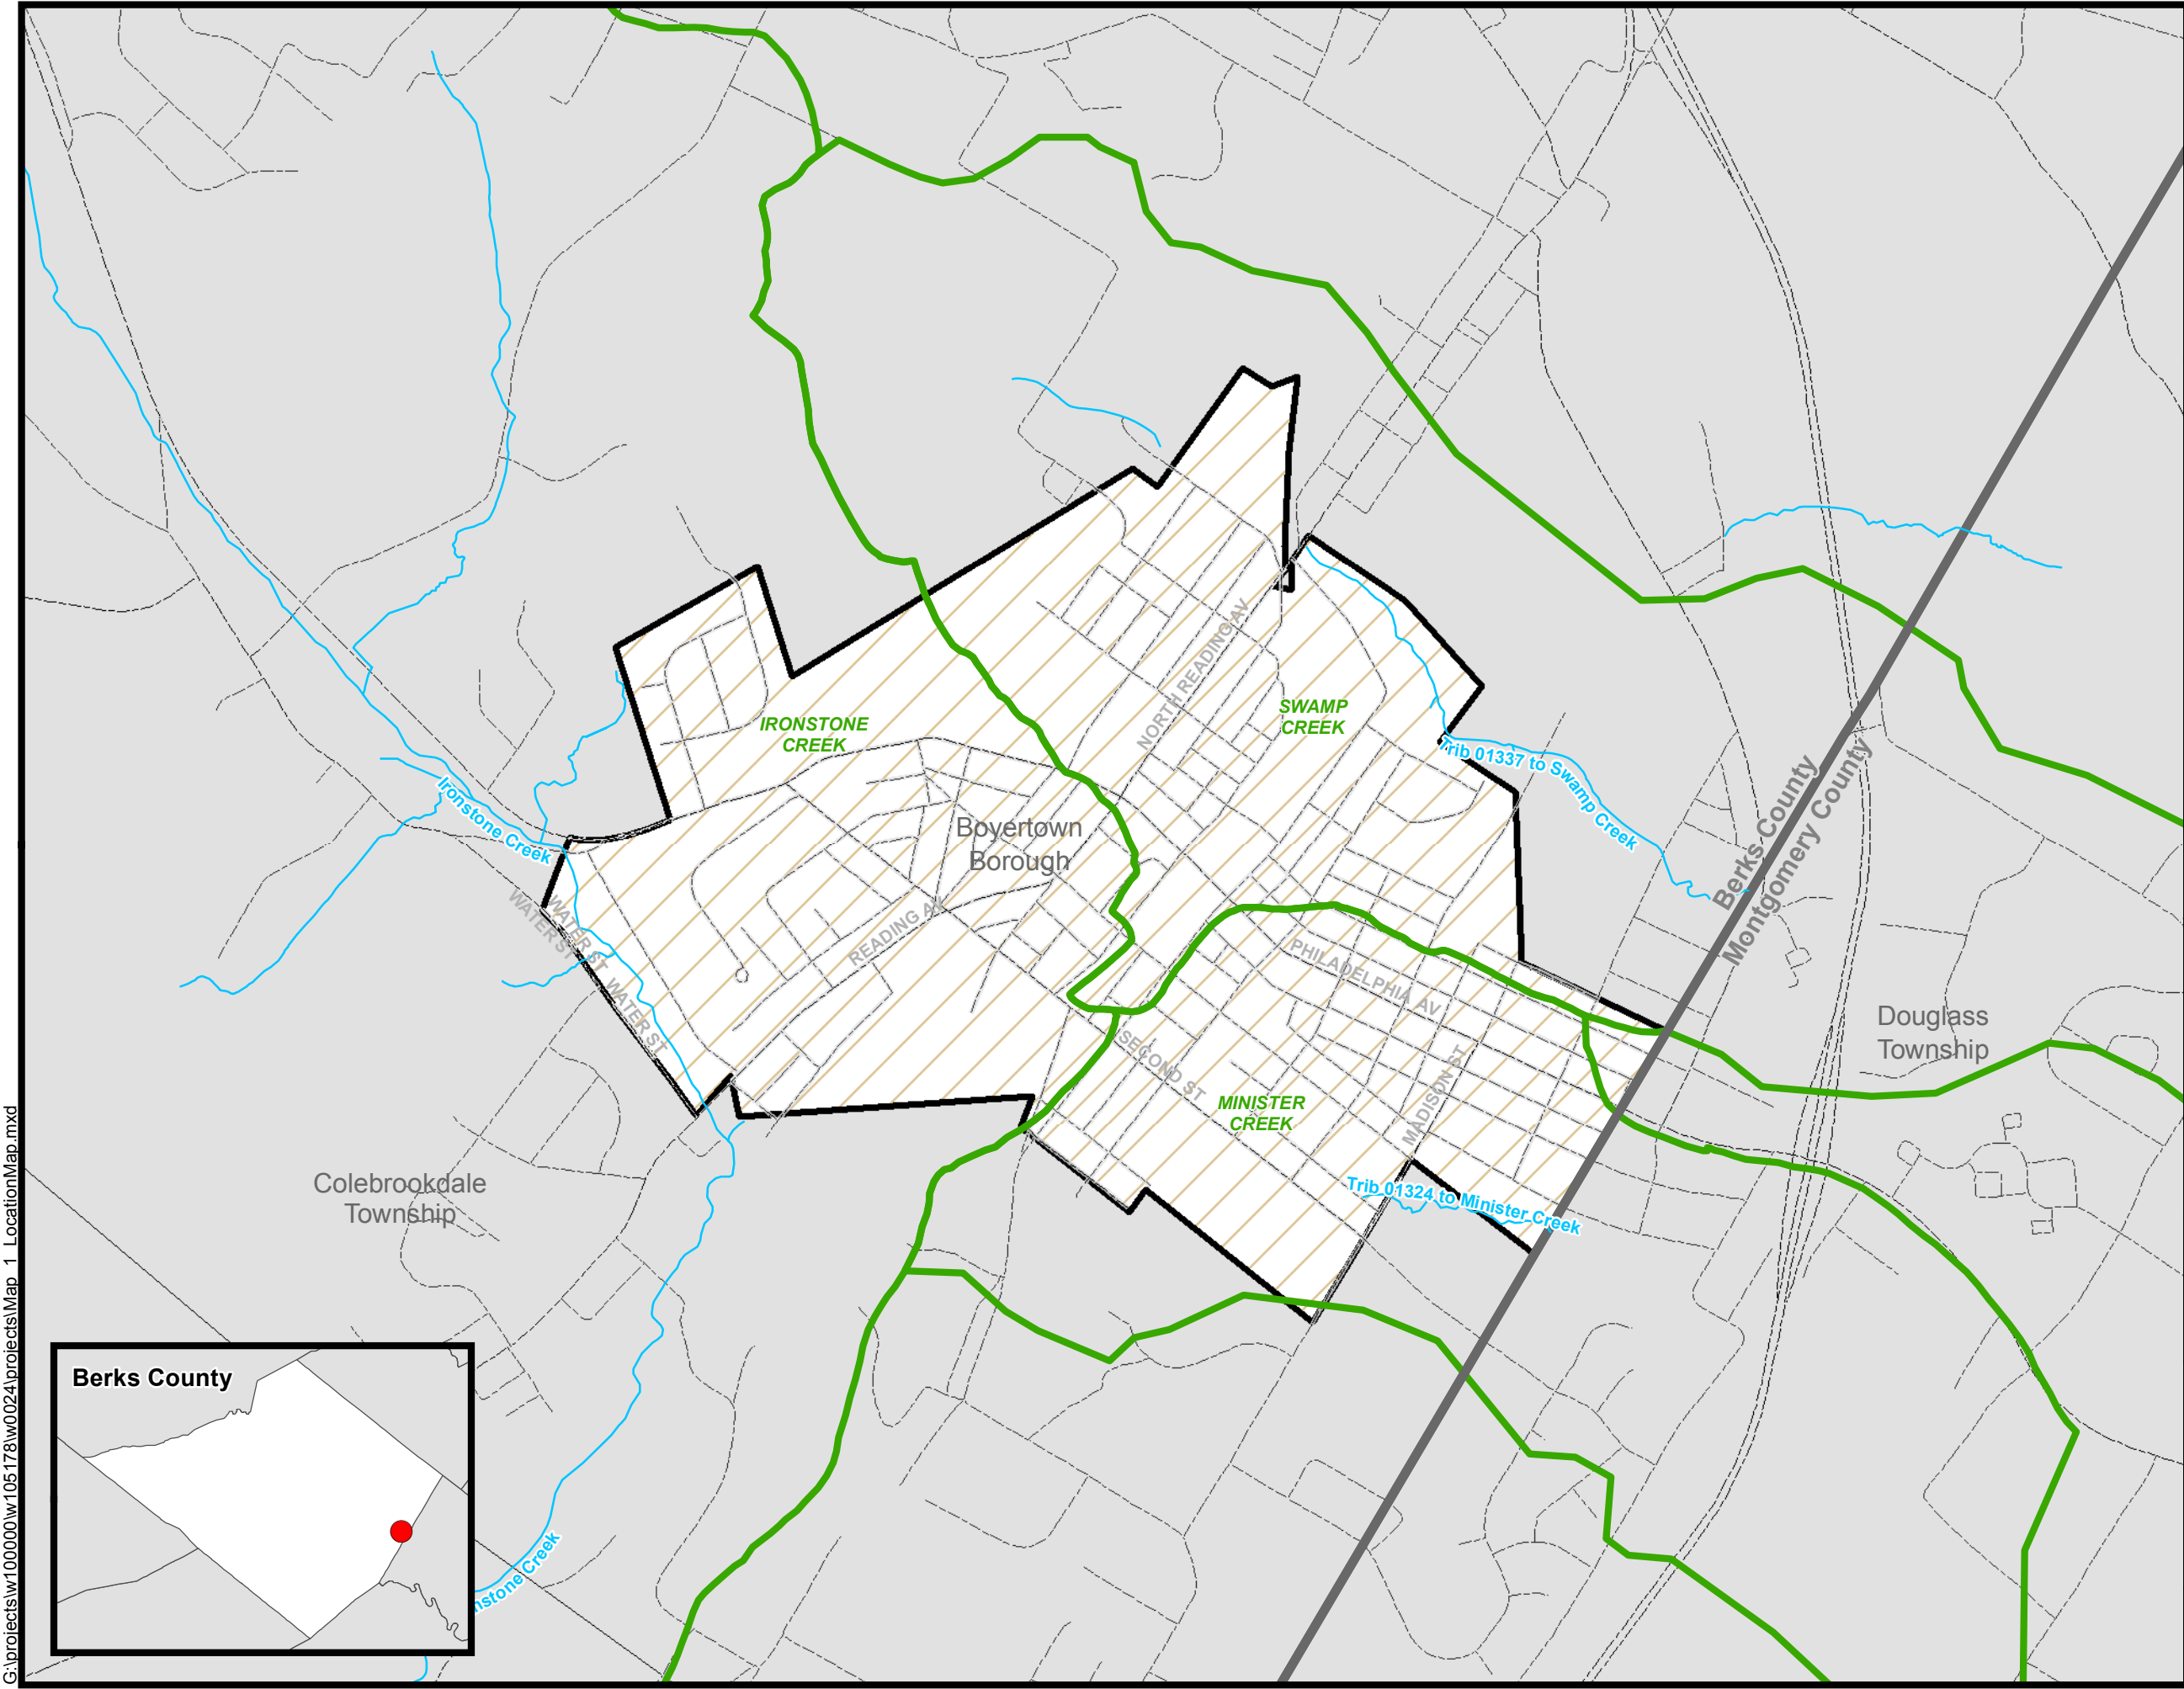 NORTH READING AV
IRONSTONE
CREEK
SWAMP
CREEK
Trib 01337 to Swamp Creek
Berks County
Montgomery County
Ironstone Creek
Boyertown
Borough
WATER ST
WATER ST
WATER ST
READING AV
PHILADELPHIA AV
SECOND ST
MADISON ST
MINISTER
CREEK
Trib 01324 to Minister Creek
Douglass
Township
Colebrookdale
Township
Berks County
nstone Creek
G:\projects\w100000\w105178\w0024\projects\Map_1_LocationMap.mxd